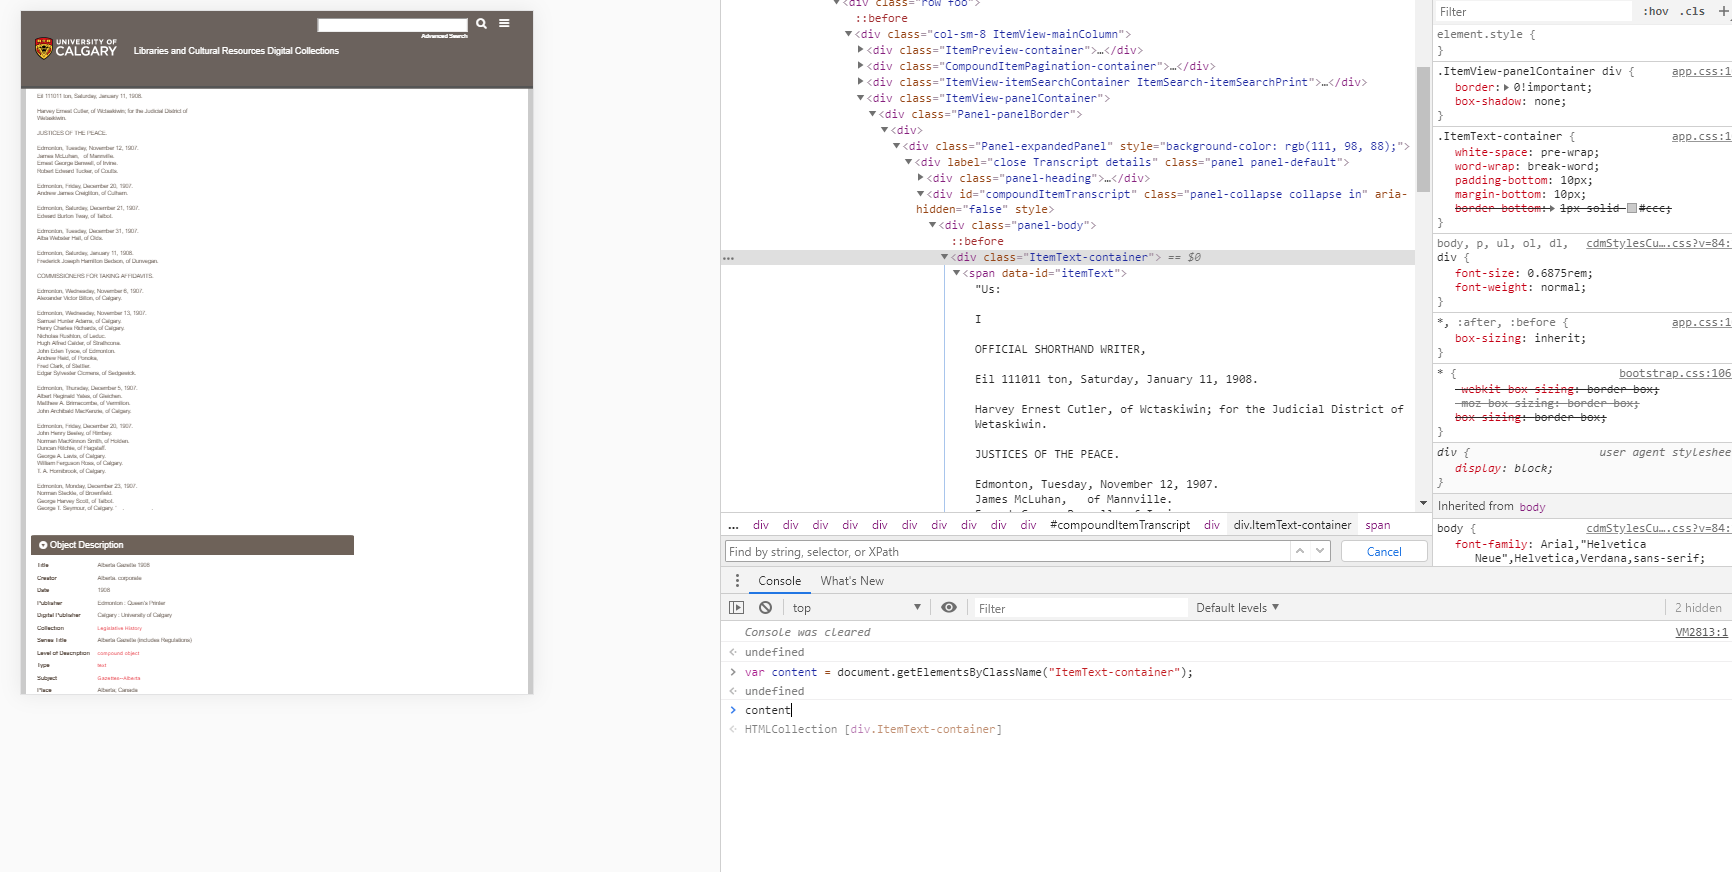 UNIVERSITY OF
CALGARY
Libraries and Cultural Resources Digital Collections
Advanced Search
Eil 111011 ton, Saturday, January 11, 1908.
Harvey Ernest Cutler, of Wctaskiwin; for the Judicial District of
Wetaskiwin.
JUSTICES OF THE PEACE.
Edmonton, Tuesday, November 12, 1907.
James McLuhan, of Mannville.
Ernest George Benwell, of Irvine.
Robert Edward Tucker, of Coutts.
Edmonton, Friday, December 20, 1907.
Andrew James Creighton, of Culham.
Edmonton, Saturday, December 21, 1907.
Edward Burton Tway, of Talbot.
Edmonton, Tuesday, December 31, 1907.
Alba Webster Hall, of Olds.
Edmonton, Saturday, January 11, 1908.
Frederick Joseph Hamilton Bedson, of Dunvegan.
COMMISSIONERS FOR TAKING AFFIDAVITS.
Edmonton, Wednesday, November 6, 1907.
Alexander Victor Bitton, of Calgary.
Edmonton, Wednesday, November 13, 1907.
Samuel Hunter Adams, of Calgary.
Henry Charles Richards, of Calgary.
Nicholas Rushton, of Leduc.
Hugh Alfred Calder, of Strathcona.
John Eden Tysoe, of Edmonton.
Andrew Reid, of Ponoka.
Fred Clark, of Stettler.
Edgar Sylvester Clemens, of Sedgewick.
Edmonton, Thursday, December 5, 1907.
Albert Reginald Yates, of Gleichen.
Matthew A. Brimacombe, of Vermilion.
John Archibald MacKenzie, of Calgary.
Edmonton, Friday, December 20, 1907.
John Henry Beeley, of Rimbey.
Norman MacKinnon Smith, of Holden.
Duncan Ritchie, of Flagstaff.
George A. Lavis, of Calgary.
William Ferguson Ross, of Calgary.
T. A. Hornibrook, of Calgary.
Edmonton, Monday, December 23, 1907.
Norman Steckle, of Brownfield.
George Harvey Scott, of Talbot.
George T. Seymour, of Calgary.
Object Description
Title Alberta Gazette 1908
Creator Alberta. corporate
Date 1908
Publisher Edmonton : Queen's Printer
Digital Publisher Calgary : University of Calgary
Collection Legislative History
Series Title Alberta Gazette (includes Regulations)
Level of Description compound object
Type text
Subject Gazettes--Alberta
Place Alberta; Canada
<div class="row foo">
::before
<div class="col-sm-8 ItemView-mainColumn">
<div class="ItemPreview-container">…</div>
<div class="CompoundItemPagination-container">…</div>
<div class="ItemView-itemSearchContainer ItemSearch-itemSearchPrint">…</div>
<div class="ItemView-panelContainer">
<div class="Panel-panelBorder">
<div>
<div class="Panel-expandedPanel" style="background-color: rgb(111, 98, 88);">
<div label="close Transcript details" class="panel panel-default">
<div class="panel-heading">…</div>
<div id="compoundItemTranscript" class="panel-collapse collapse in" aria-
hidden="false" style>
<div class="panel-body">
::before
… <div class="ItemText-container"> == $0
<span data-id="itemText">
"Us:
I
OFFICIAL SHORTHAND WRITER,
Eil 111011 ton, Saturday, January 11, 1908.
Harvey Ernest Cutler, of Wctaskiwin; for the Judicial District of
Wetaskiwin.
JUSTICES OF THE PEACE.
Edmonton, Tuesday, November 12, 1907.
James McLuhan, of Mannville.
… div div div div div div div div div div #compoundItemTranscript div div.ItemText-container span
Find by string, selector, or XPath
Cancel
Console What's New
top
Filter
Default levels ▼
2 hidden
Console was cleared VM2813:1
undefined
var content = document.getElementsByClassName("ItemText-container");
undefined
content
HTMLCollection [div.ItemText-container]
Filter :hov .cls +
element.style {
}
.ItemView-panelContainer div { app.css:1
border: 0!important;
box-shadow: none;
}
.ItemText-container { app.css:1
white-space: pre-wrap;
word-wrap: break-word;
padding-bottom: 10px;
margin-bottom: 10px;
border-bottom: 1px solid #ccc;
}
body, p, ul, ol, dl, cdmStylesCu….css?v=84:
div {
font-size: 0.6875rem;
font-weight: normal;
}
*, :after, :before { app.css:1
box-sizing: inherit;
}
* { bootstrap.css:106
-webkit-box-sizing: border-box;
-moz-box-sizing: border-box;
box-sizing: border-box;
}
div { user agent styleshee
display: block;
}
Inherited from body
body { cdmStylesCu….css?v=84:
font-family: Arial,"Helvetica
Neue",Helvetica,Verdana,sans-serif;